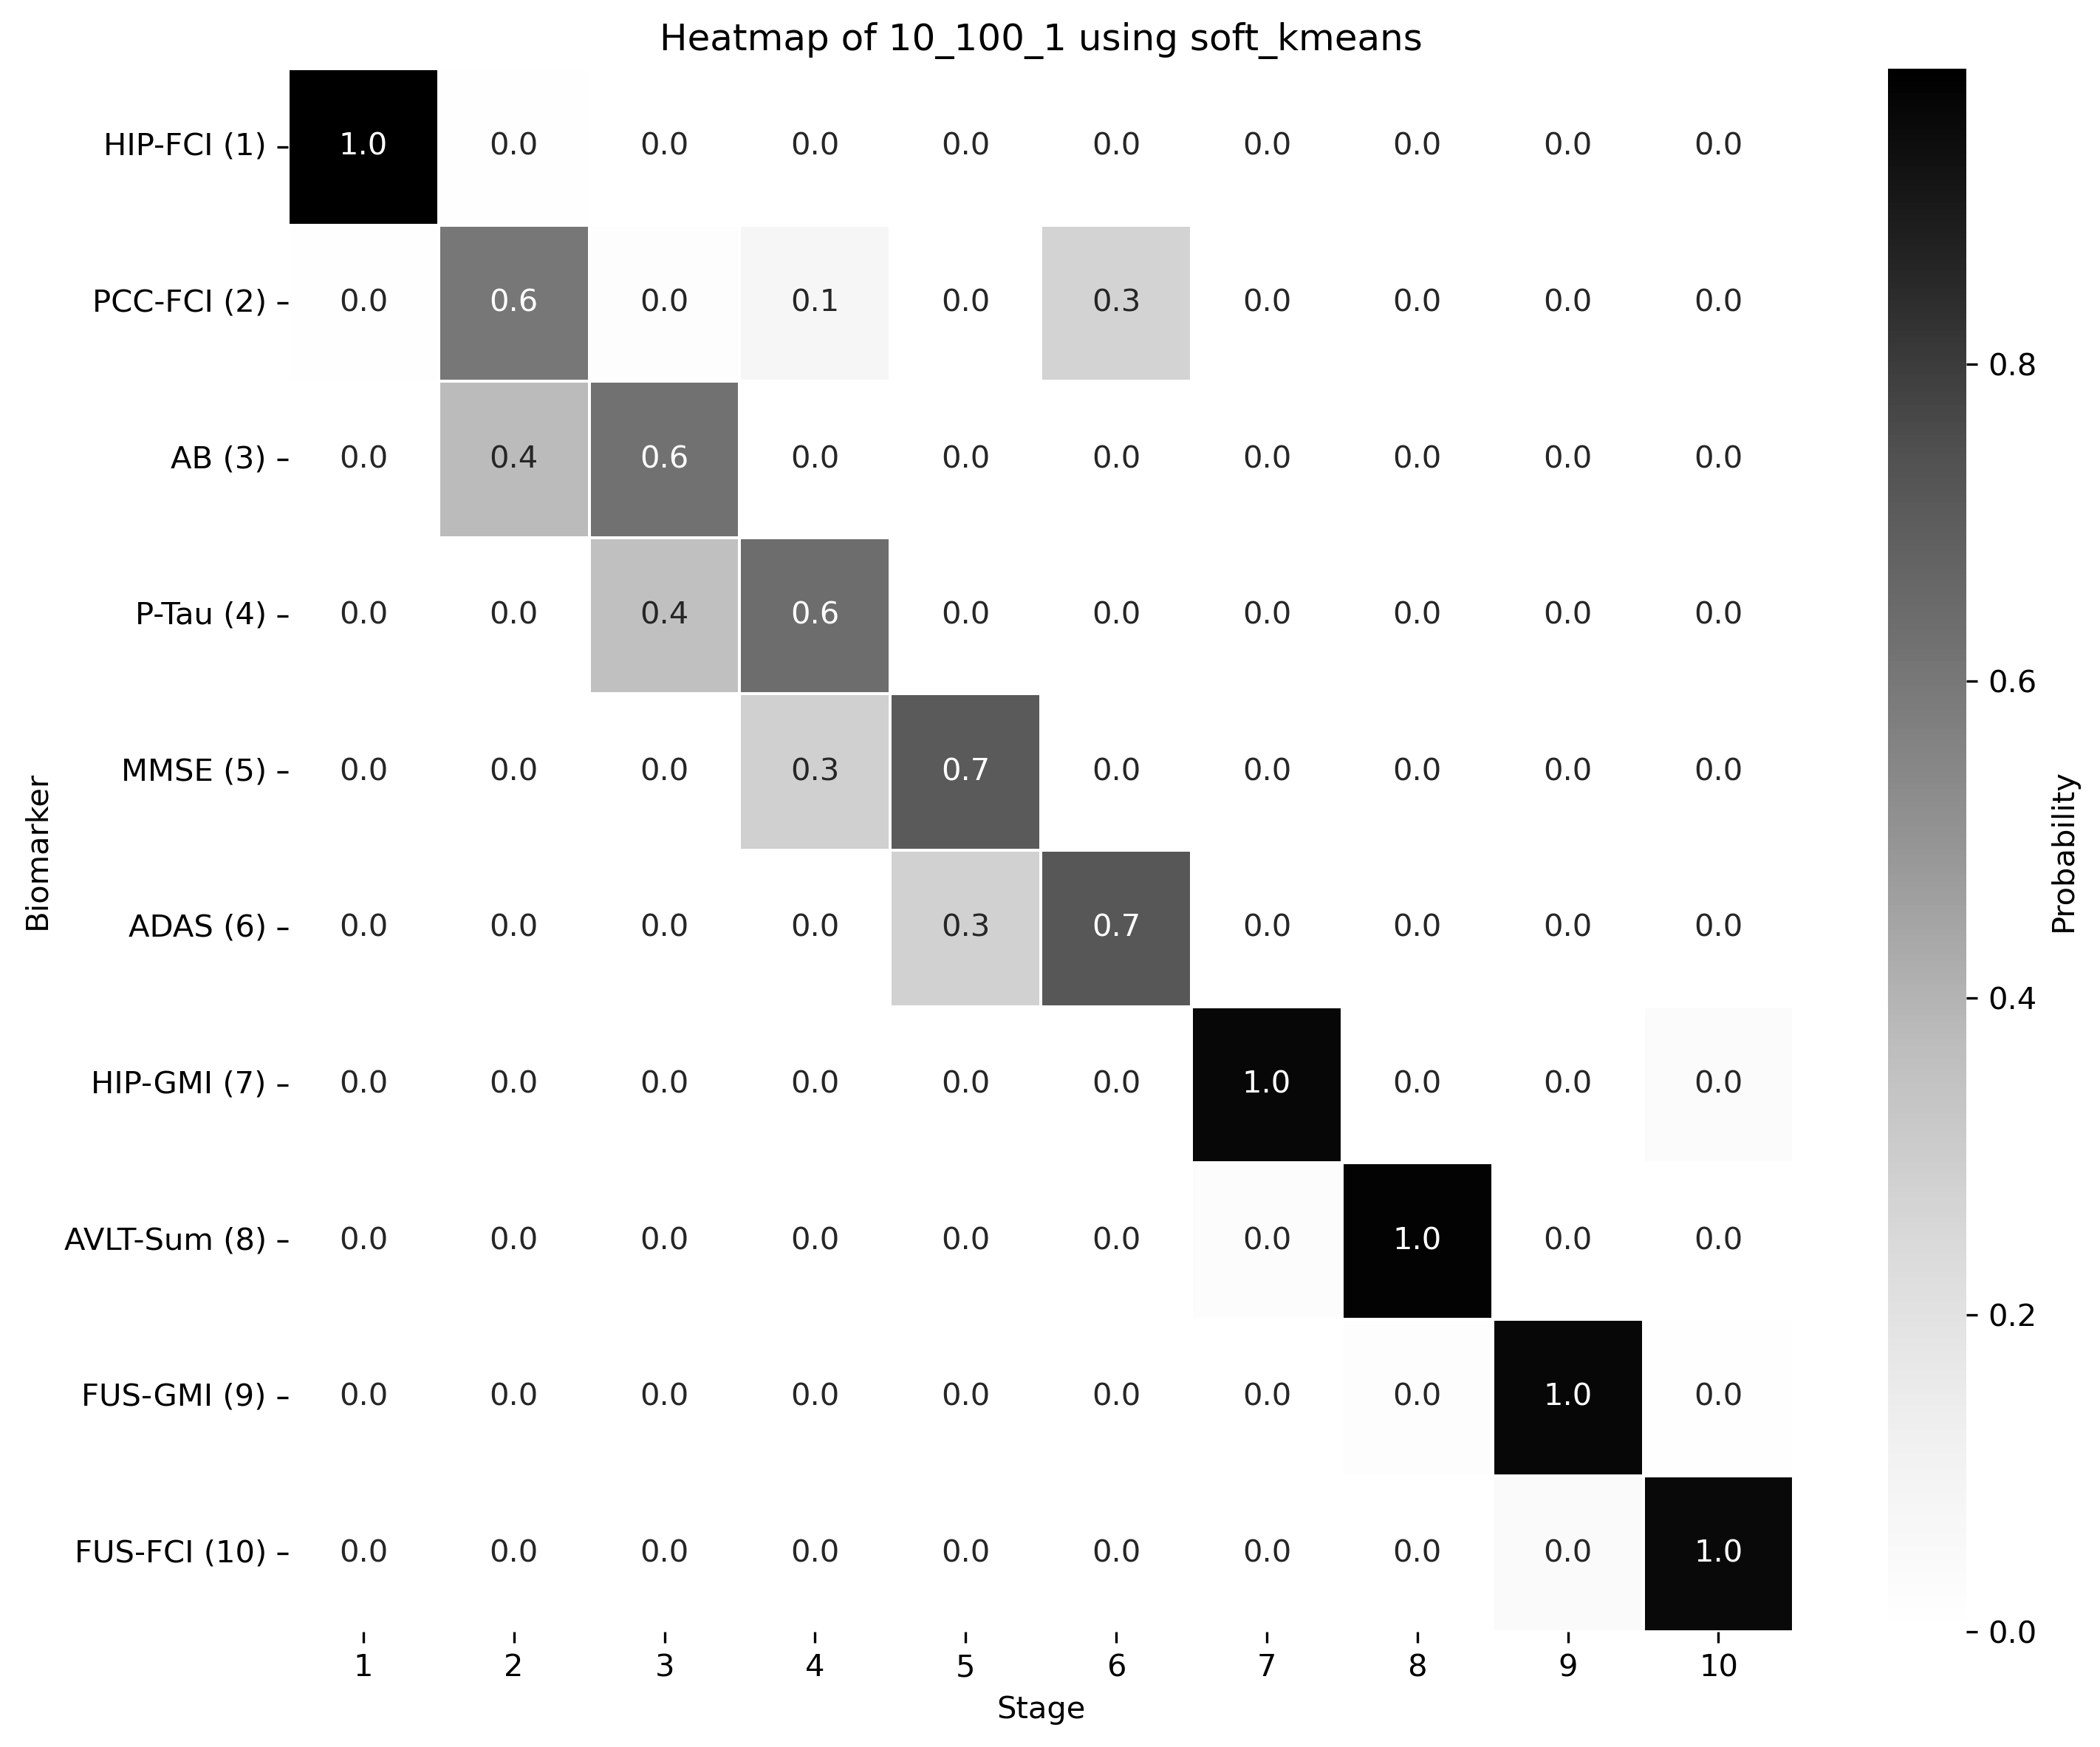 Heatmap of 10_100_1 using soft_kmeans
HIP-FCI (1) 1.0 0.0 0.0 0.0 0.0 0.0 0.0 0.0 0.0 0.0
PCC-FCI (2) 0.0 0.6 0.0 0.1 0.0 0.3 0.0 0.0 0.0 0.0
AB (3) 0.0 0.4 0.6 0.0 0.0 0.0 0.0 0.0 0.0 0.0
P-Tau (4) 0.0 0.0 0.4 0.6 0.0 0.0 0.0 0.0 0.0 0.0
MMSE (5) 0.0 0.0 0.0 0.3 0.7 0.0 0.0 0.0 0.0 0.0
ADAS (6) 0.0 0.0 0.0 0.0 0.3 0.7 0.0 0.0 0.0 0.0
HIP-GMI (7) 0.0 0.0 0.0 0.0 0.0 0.0 1.0 0.0 0.0 0.0
AVLT-Sum (8) 0.0 0.0 0.0 0.0 0.0 0.0 0.0 1.0 0.0 0.0
FUS-GMI (9) 0.0 0.0 0.0 0.0 0.0 0.0 0.0 0.0 1.0 0.0
FUS-FCI (10) 0.0 0.0 0.0 0.0 0.0 0.0 0.0 0.0 0.0 1.0
1 2 3 4 5 6 7 8 9 10
Stage
Biomarker
0.8
0.6
0.4
0.2
0.0
Probability